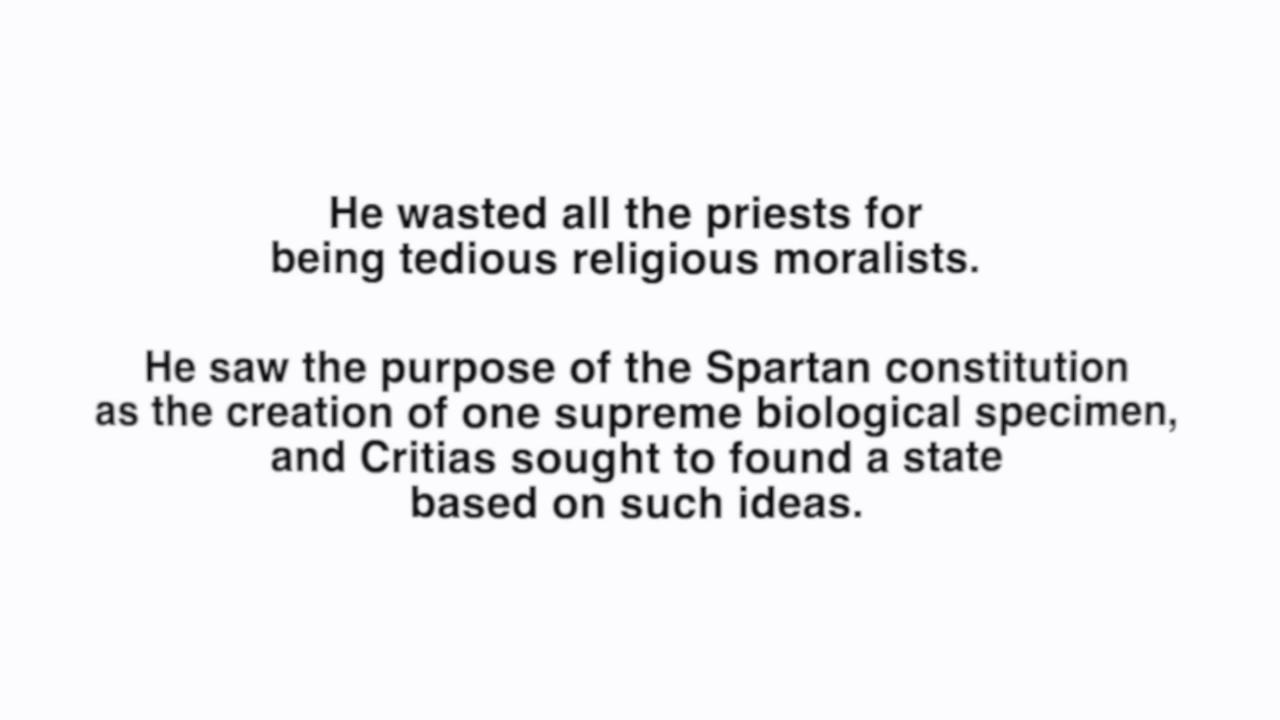 He wasted all the priests for
being tedious religious moralists.
He saw the purpose of the Spartan constitution
as the creation of one supreme biological specimen,
and Critias sought to found a state
based on such ideas.